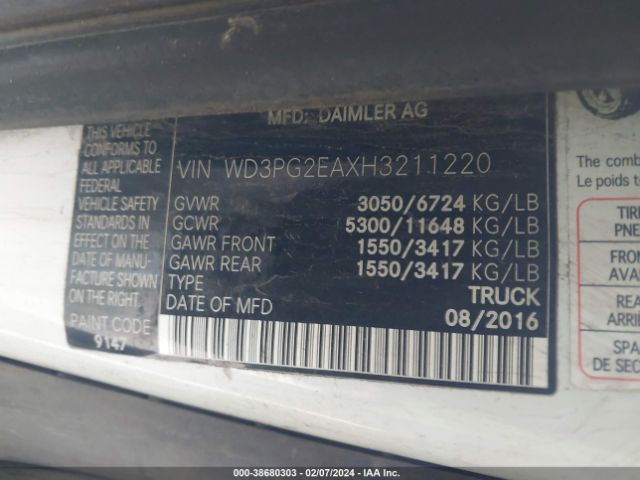 MFD. DAIMLER AG
THIS VEHICLE
CONFORMS TO
ALL APPLICABLE
FEDERAL
VEHICLE SAFETY
STANDARDS IN
EFFECT ON THE
DATE OF MANU-
FACTURE SHOWN
ON THE RIGHT.
PAINT CODE
9147
VIN WD3PG2EAXH3211220
GVWR 3050/6724 KG/LB
GCWR 5300/11648 KG/LB
GAWR FRONT 1550/3417 KG/LB
GAWR REAR 1550/3417 KG/LB
TYPE TRUCK
DATE OF MFD 08/2016
The comb
Le poids to
TIRE
PNE
FRO
AVA
REA
ARRIÈ
SPA
DE SEC
000-38680303 — 02/07/2024 — IAA Inc.